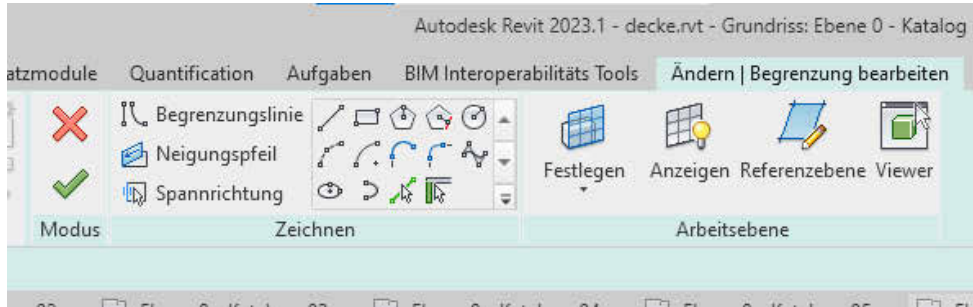 Autodesk Revit 2023.1 - decke.rvt - Grundriss: Ebene 0 - Katalog
Quantification Aufgaben BIM Interoperabilitäts Tools Ändern | Begrenzung bearbeiten
Begrenzungslinie
Neigungspfeil
Spannrichtung
Festlegen Anzeigen Referenzebene Viewer
Modus Zeichnen Arbeitsebene